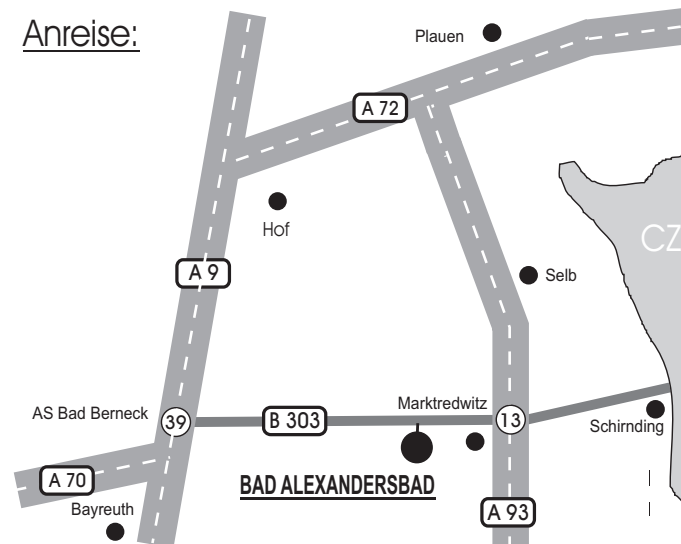 Anreise:
Plauen
A 72
Hof
CZ
A 9
Selb
AS Bad Berneck
39
B 303
Marktredwitz
13
Schirnding
A 70
BAD ALEXANDERSBAD
Bayreuth
A 93